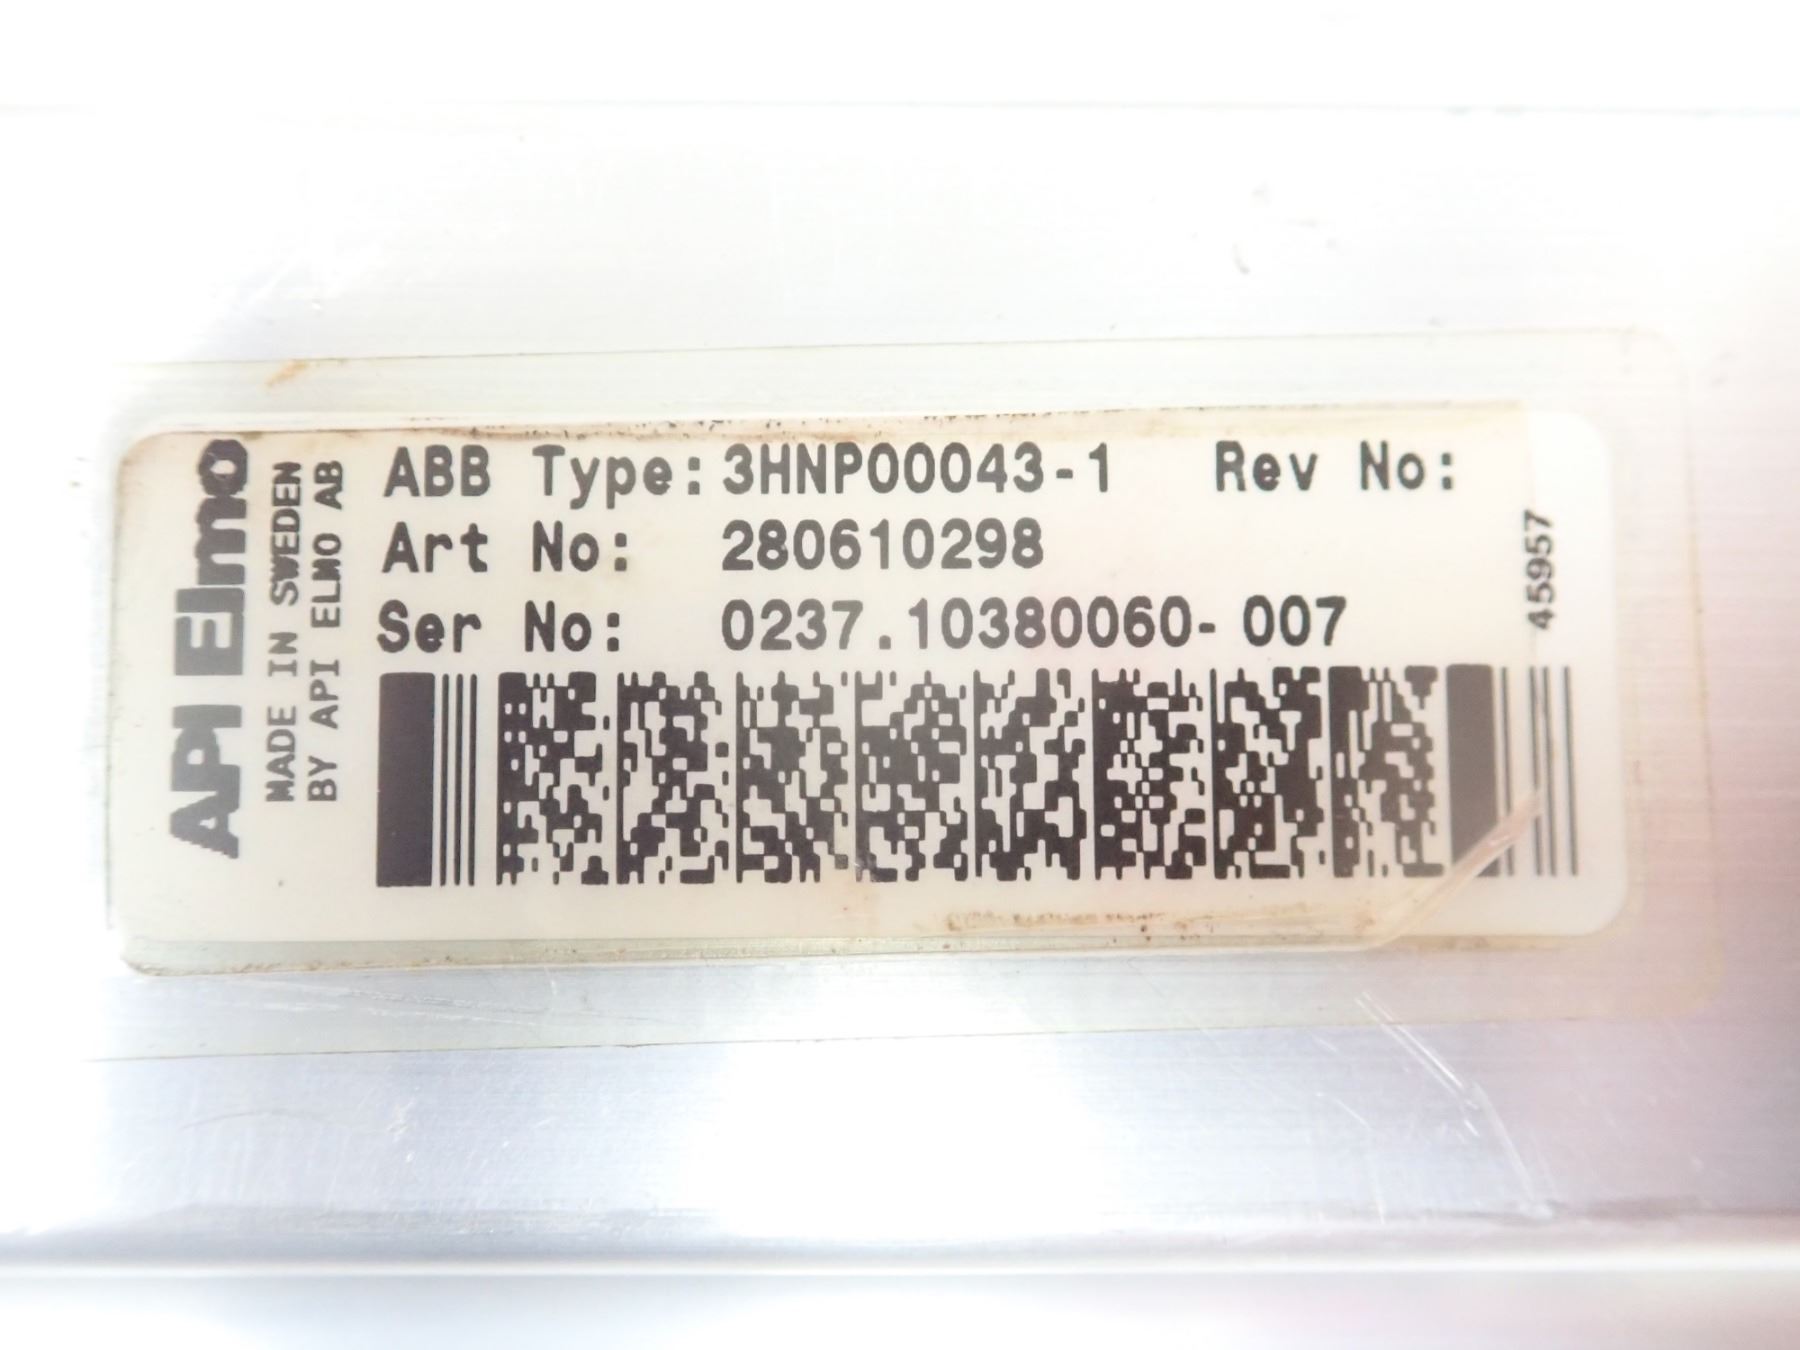 API Elmo
MADE IN SWEDEN
BY API ELMO AB
ABB Type: 3HNP00043-1 Rev No:
Art No: 280610298
Ser No: 0237.10380060-007
45957